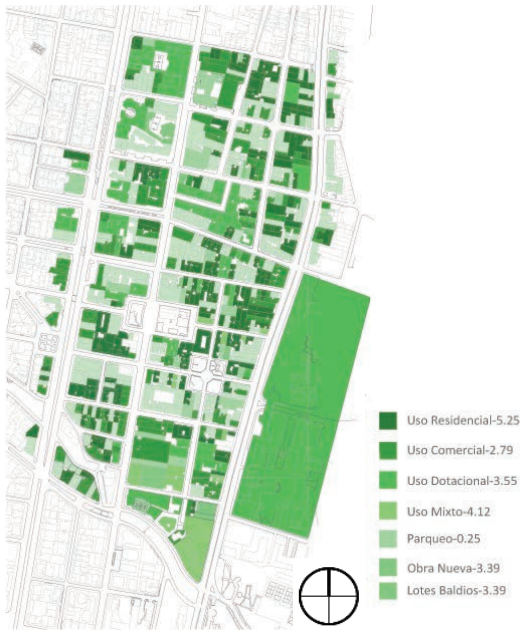 Uso Residencial-5.25
Uso Comercial-2.79
Uso Dotacional-3.55
Uso Mixto-4.12
Parqueo-0.25
Obra Nueva-3.39
Lotes Baldios-3.39